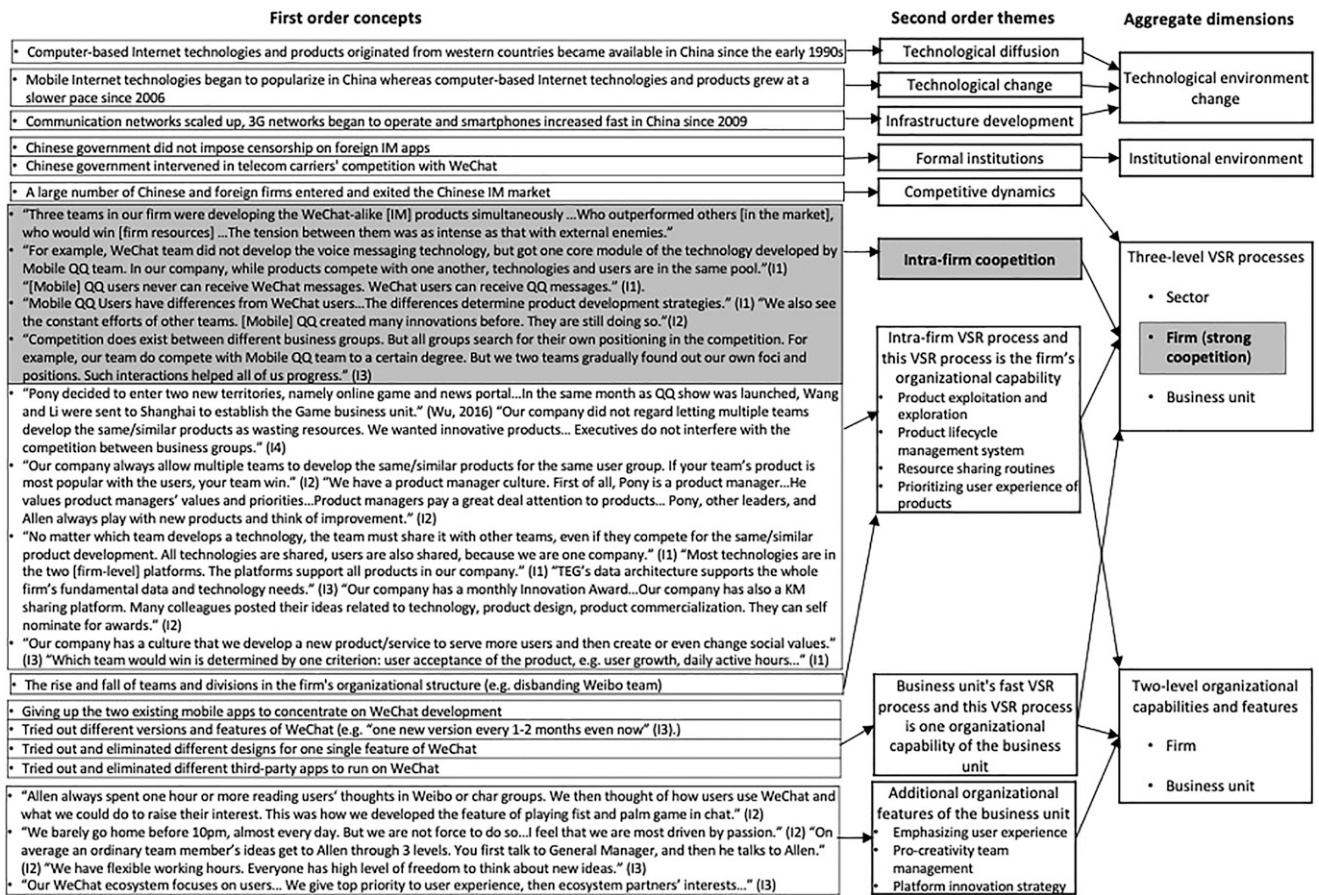 First order concepts
Second order themes
Aggregate dimensions
• Computer-based Internet technologies and products originated from western countries became available in China since the early 1990s
• Mobile Internet technologies began to popularize in China whereas computer-based Internet technologies and products grew at a
slower pace since 2006
• Communication networks scaled up, 3G networks began to operate and smartphones increased fast in China since 2009
• Chinese government did not impose censorship on foreign IM apps
• Chinese government intervened in telecom carriers' competition with WeChat
• A large number of Chinese and foreign firms entered and exited the Chinese IM market
• “Three teams in our firm were developing the WeChat-alike [IM] products simultaneously ...Who outperformed others [in the market],
who would win [firm resources] ...The tension between them was as intense as that with external enemies.”
• “For example, WeChat team did not develop the voice messaging technology, but got one core module of the technology developed by
Mobile QQ team. In our company, while products compete with one another, technologies and users are in the same pool.”(I1)
“[Mobile] QQ users never can receive WeChat messages. WeChat users can receive QQ messages.” (I1).
• “Mobile QQ Users have differences from WeChat users...The differences determine product development strategies.” (I1) “We also see
the constant efforts of other teams. [Mobile] QQ created many innovations before. They are still doing so.”(I2)
• “Competition does exist between different business groups. But all groups search for their own positioning in the competition. For
example, our team do compete with Mobile QQ team to a certain degree. But we two teams gradually found out our own foci and
positions. Such interactions helped all of us progress.” (I3)
• “Pony decided to enter two new territories, namely online game and news portal...In the same month as QQ show was launched, Wang
and Li were sent to Shanghai to establish the Game business unit.” (Wu, 2016) “Our company did not regard letting multiple teams
develop the same/similar products as wasting resources. We wanted innovative products... Executives do not interfere with the
competition between business groups.” (I4)
• “Our company always allow multiple teams to develop the same/similar products for the same user group. If your team’s product is
most popular with the users, your team win.” (I2) “We have a product manager culture. First of all, Pony is a product manager...He
values product managers’ values and priorities...Product managers pay a great deal attention to products... Pony, other leaders, and
Allen always play with new products and think of improvement.” (I2)
• “No matter which team develops a technology, the team must share it with other teams, even if they compete for the same/similar
product development. All technologies are shared, users are also shared, because we are one company.” (I1) “Most technologies are in
the two [firm-level] platforms. The platforms support all products in our company.” (I1) “TEG’s data architecture supports the whole
firm’s fundamental data and technology needs.” (I3) “Our company has a monthly Innovation Award...Our company has also a KM
sharing platform. Many colleagues posted their ideas related to technology, product design, product commercialization. They can self
nominate for awards.” (I2)
• “Our company has a culture that we develop a new product/service to serve more users and then create or even change social values.”
(I3) “Which team would win is determined by one criterion: user acceptance of the product, e.g. user growth, daily active hours...” (I1)
• The rise and fall of teams and divisions in the firm's organizational structure (e.g. disbanding Weibo team)
• Giving up the two existing mobile apps to concentrate on WeChat development
• Tried out different versions and features of WeChat (e.g. “one new version every 1-2 months even now” (I3).)
• Tried out and eliminated different designs for one single feature of WeChat
• Tried out and eliminated different third-party apps to run on WeChat
• “Allen always spent one hour or more reading users‘ thoughts in Weibo or char groups. We then thought of how users use WeChat and
what we could do to raise their interest. This was how we developed the feature of playing fist and palm game in chat.” (I2)
• “We barely go home before 10pm, almost every day. But we are not force to do so...I feel that we are most driven by passion.” (I2) “On
average an ordinary team member’s ideas get to Allen through 3 levels. You first talk to General Manager, and then he talks to Allen.”
(I2) “We have flexible working hours. Everyone has high level of freedom to think about new ideas.” (I3)
• “Our WeChat ecosystem focuses on users... We give top priority to user experience, then ecosystem partners’ interests...” (I3)
Technological diffusion
Technological change
Infrastructure development
Formal institutions
Competitive dynamics
Intra-firm coopetition
Intra-firm VSR process and
this VSR process is the firm’s
organizational capability
• Product exploitation and
exploration
• Product lifecycle
management system
• Resource sharing routines
• Prioritizing user experience of
products
Business unit's fast VSR
process and this VSR process
is one organizational
capability of the business
unit
Additional organizational
features of the business unit
• Emphasizing user experience
• Pro-creativity team
management
• Platform innovation strategy
Technological environment
change
Institutional environment
Three-level VSR processes
• Sector
• Firm (strong
coopetition)
• Business unit
Two-level organizational
capabilities and features
• Firm
• Business unit